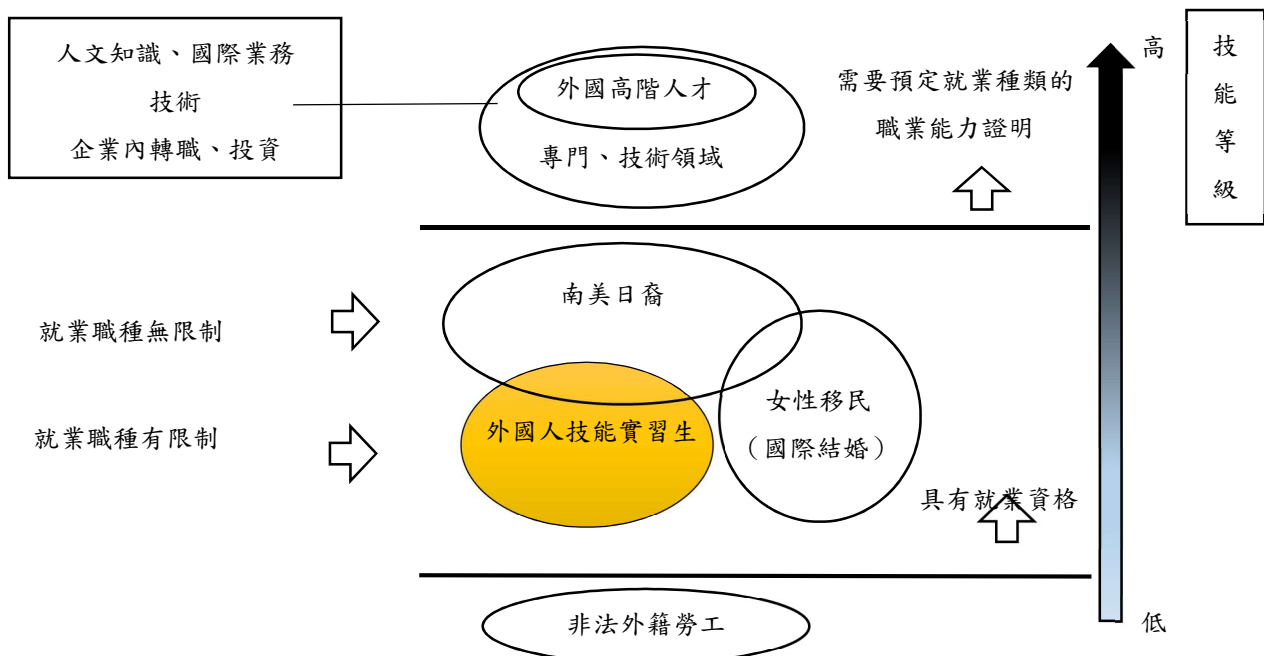 人文知識、國際業務
技術
企業內轉職、投資
外國高階人才
專門、技術領域
需要預定就業種類的
職業能力證明
高
技
能
等
級
南美日裔
就業職種無限制
女性移民
(國際結婚)
外國人技能實習生
就業職種有限制
具有就業資格
非法外籍勞工
低